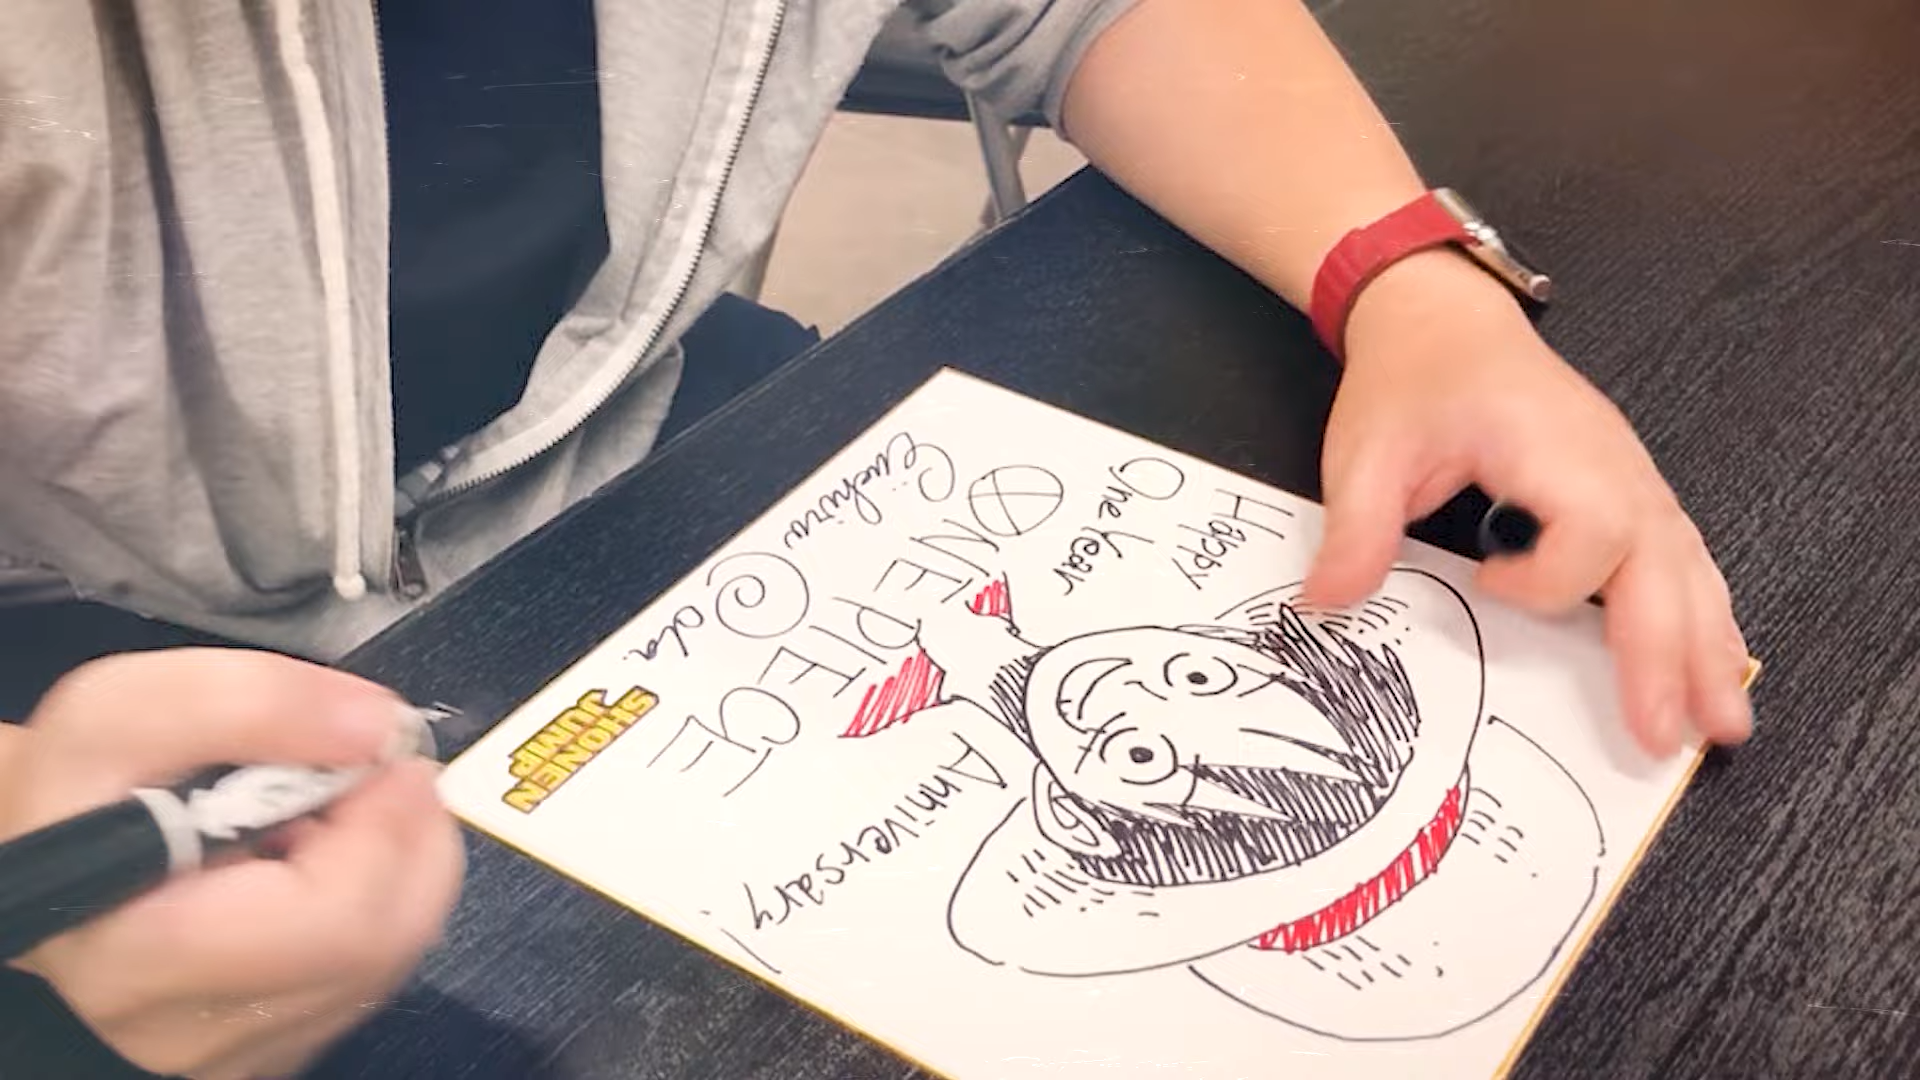 Happy
One Year
Anniversary
ONE PIECE
Eiichiro Oda.
SHONEN
JUMP